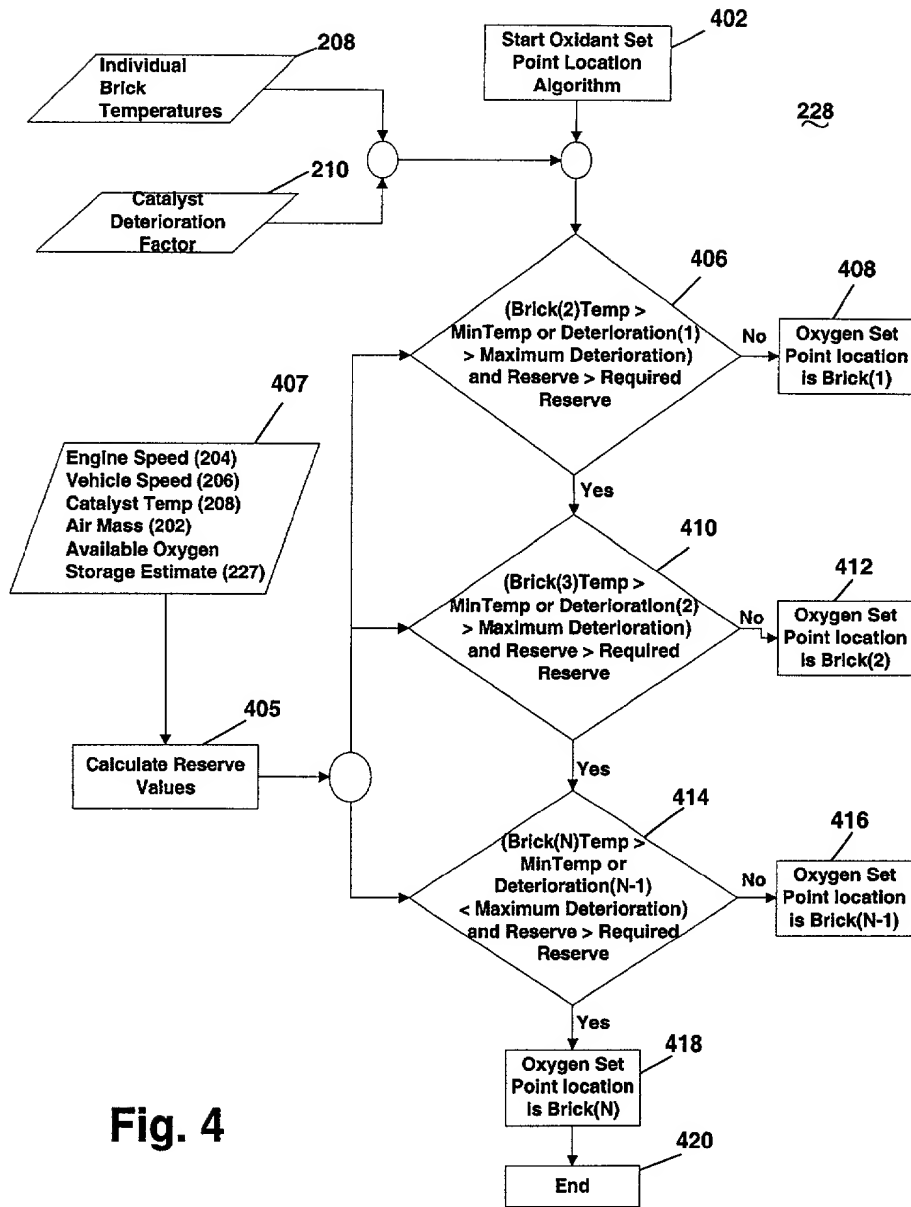 402
Start Oxidant Set
Point Location
Algorithm
208
Individual
Brick
Temperatures
228
210
Catalyst
Deterioration
Factor
406
(Brick(2)Temp >
MinTemp or Deterioration(1)
> Maximum Deterioration)
and Reserve > Required
Reserve
No
408
Oxygen Set
Point location
is Brick(1)
407
Engine Speed (204)
Vehicle Speed (206)
Catalyst Temp (208)
Air Mass (202)
Available Oxygen
Storage Estimate (227)
Yes
410
(Brick(3)Temp >
MinTemp or Deterioration(2)
> Maximum Deterioration)
and Reserve > Required
Reserve
No
412
Oxygen Set
Point location
is Brick(2)
405
Calculate Reserve
Values
Yes
414
(Brick(N)Temp >
MinTemp or
Deterioration(N-1)
< Maximum Deterioration)
and Reserve > Required
Reserve
No
416
Oxygen Set
Point location
is Brick(N-1)
Yes
418
Oxygen Set
Point location
is Brick(N)
420
End
Fig. 4